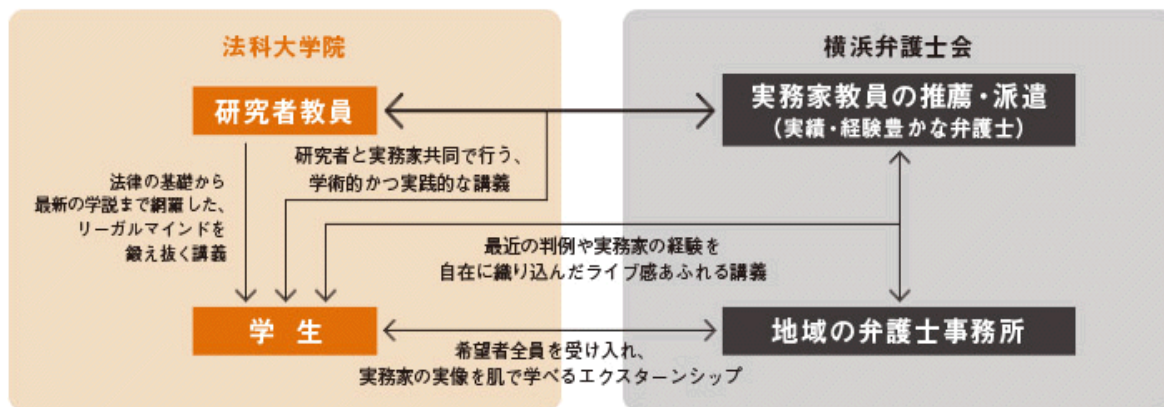 法科大学院
横浜弁護士会
研究者教員
実務家教員の推薦・派遣
(実績・経験豊かな弁護士)
研究者と実務家共同で行う、
学術的かつ実践的な講義
法律の基礎から
最新の学説まで網羅した、
リーガルマインドを
鍛え抜く講義
最近の判例や実務家の経験を
自在に織り込んだライブ感あふれる講義
学 生
地域の弁護士事務所
希望者全員を受け入れ、
実務家の実像を肌で学べるエクスターンシップ